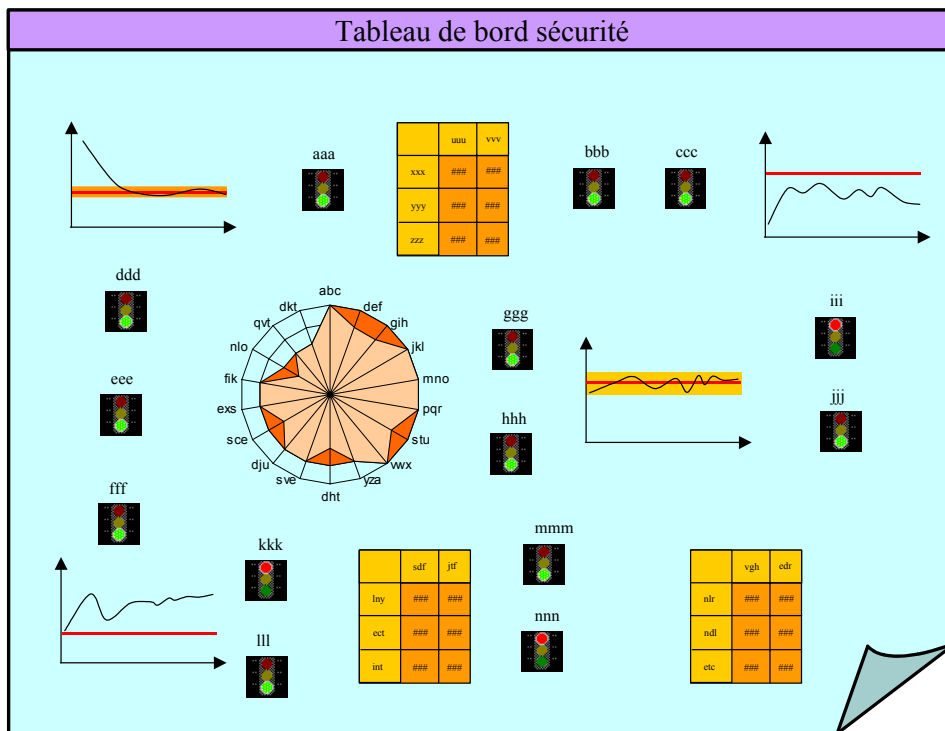 Tableau de bord sécurité
aaa
uuu vvv
xxx ### ###
yyy ### ###
zzz ### ###
bbb
ccc
ddd
eee
fff
abc
def
gih
jkl
mno
pqr
stu
vwx
yza
dht
sve
dju
sce
exs
fik
nlo
qvt
dkt
ggg
hhh
iii
jjj
kkk
lll
sdf jtf
lny ### ###
ect ### ###
int ### ###
mmm
nnn
vgh edr
nlr ### ###
ndl ### ###
etc ### ###